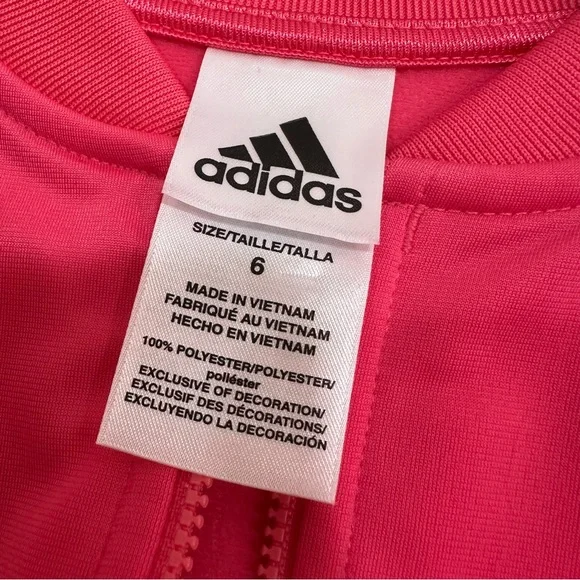 adidas
SIZE/TAILLE/TALLA
6
MADE IN VIETNAM
FABRIQUÉ AU VIETNAM
HECHO EN VIETNAM
100% POLYESTER/POLYESTER/
poliéster
EXCLUSIVE OF DECORATION/
EXCLUSIF DES DÉCORATIONS/
EXCLUYENDO LA DECORACIÓN